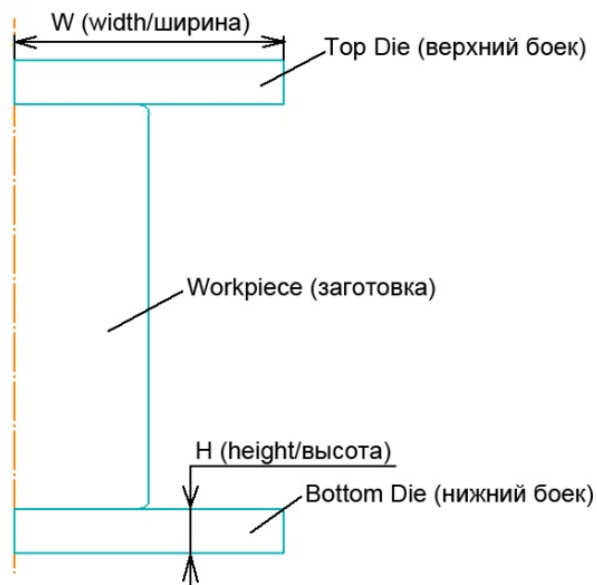 W (width/ширина)
Top Die (верхний боек)
Workpiece (заготовка)
H (height/высота)
Bottom Die (нижний боек)